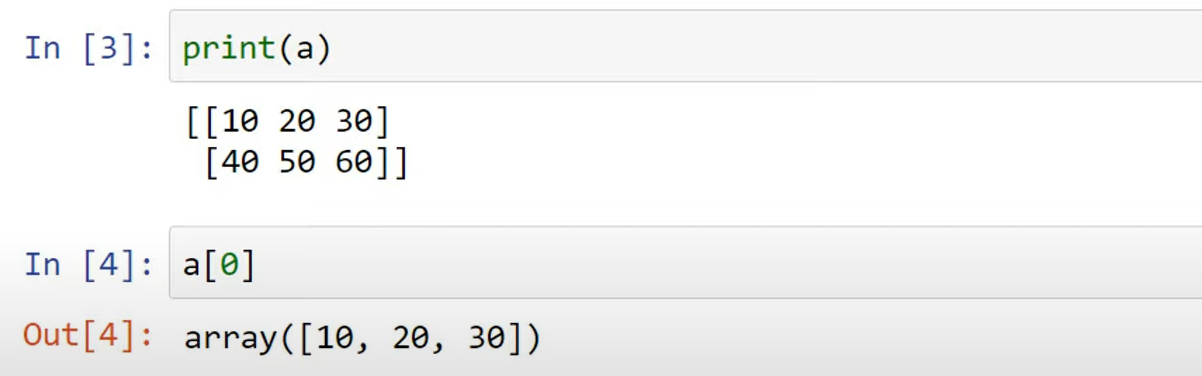 In [3]: print(a)
[[10 20 30]
 [40 50 60]]
In [4]: a[0]
Out[4]: array([10, 20, 30])